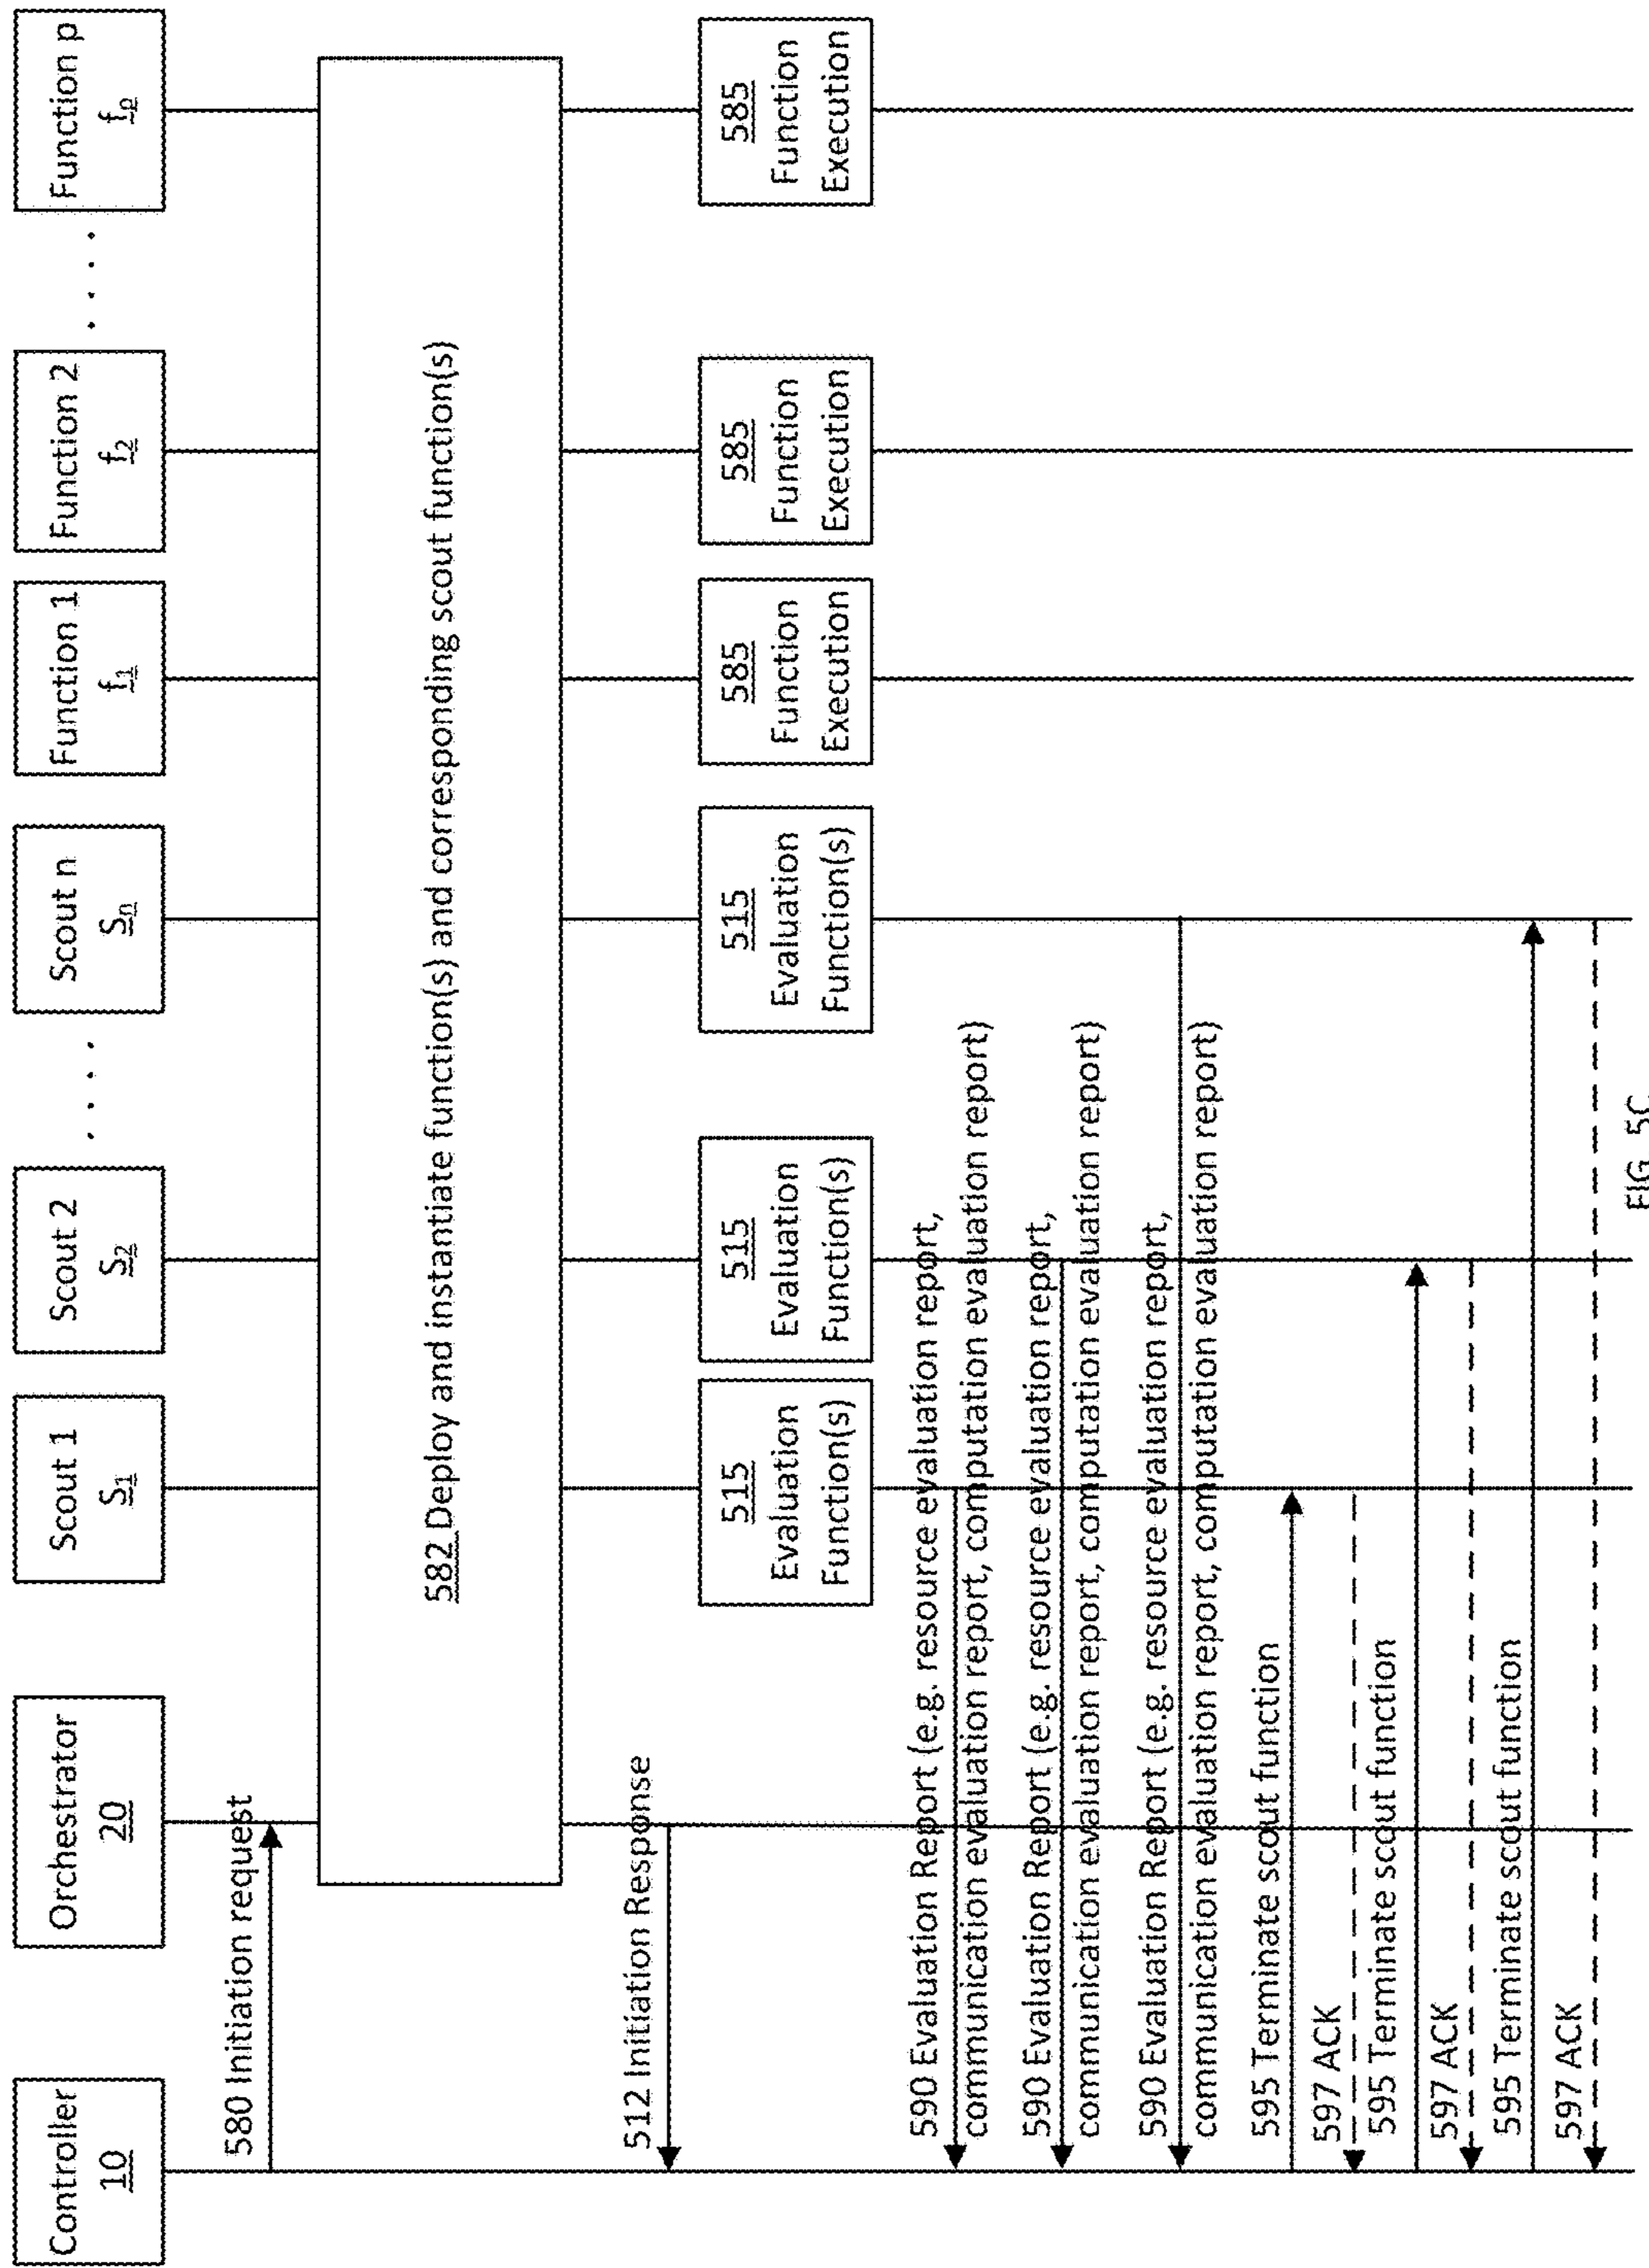 Controller
10
Orchestrator
20
Scout 1
S1
Scout 2
S2
. . . .
Scout n
Sn
Function 1
f1
Function 2
f2
. . . .
Function p
fp
580 Initiation request
582 Deploy and instantiate function(s) and corresponding scout function(s)
512 Initiation Response
515
Evaluation
Function(s)
515
Evaluation
Function(s)
515
Evaluation
Function(s)
585
Function
Execution
585
Function
Execution
585
Function
Execution
590 Evaluation Report (e.g. resource evaluation report,
communication evaluation report, computation evaluation report)
590 Evaluation Report (e.g. resource evaluation report,
communication evaluation report, computation evaluation report)
590 Evaluation Report (e.g. resource evaluation report,
communication evaluation report, computation evaluation report)
595 Terminate scout function
597 ACK
595 Terminate scout function
597 ACK
595 Terminate scout function
597 ACK
FIG. 5C